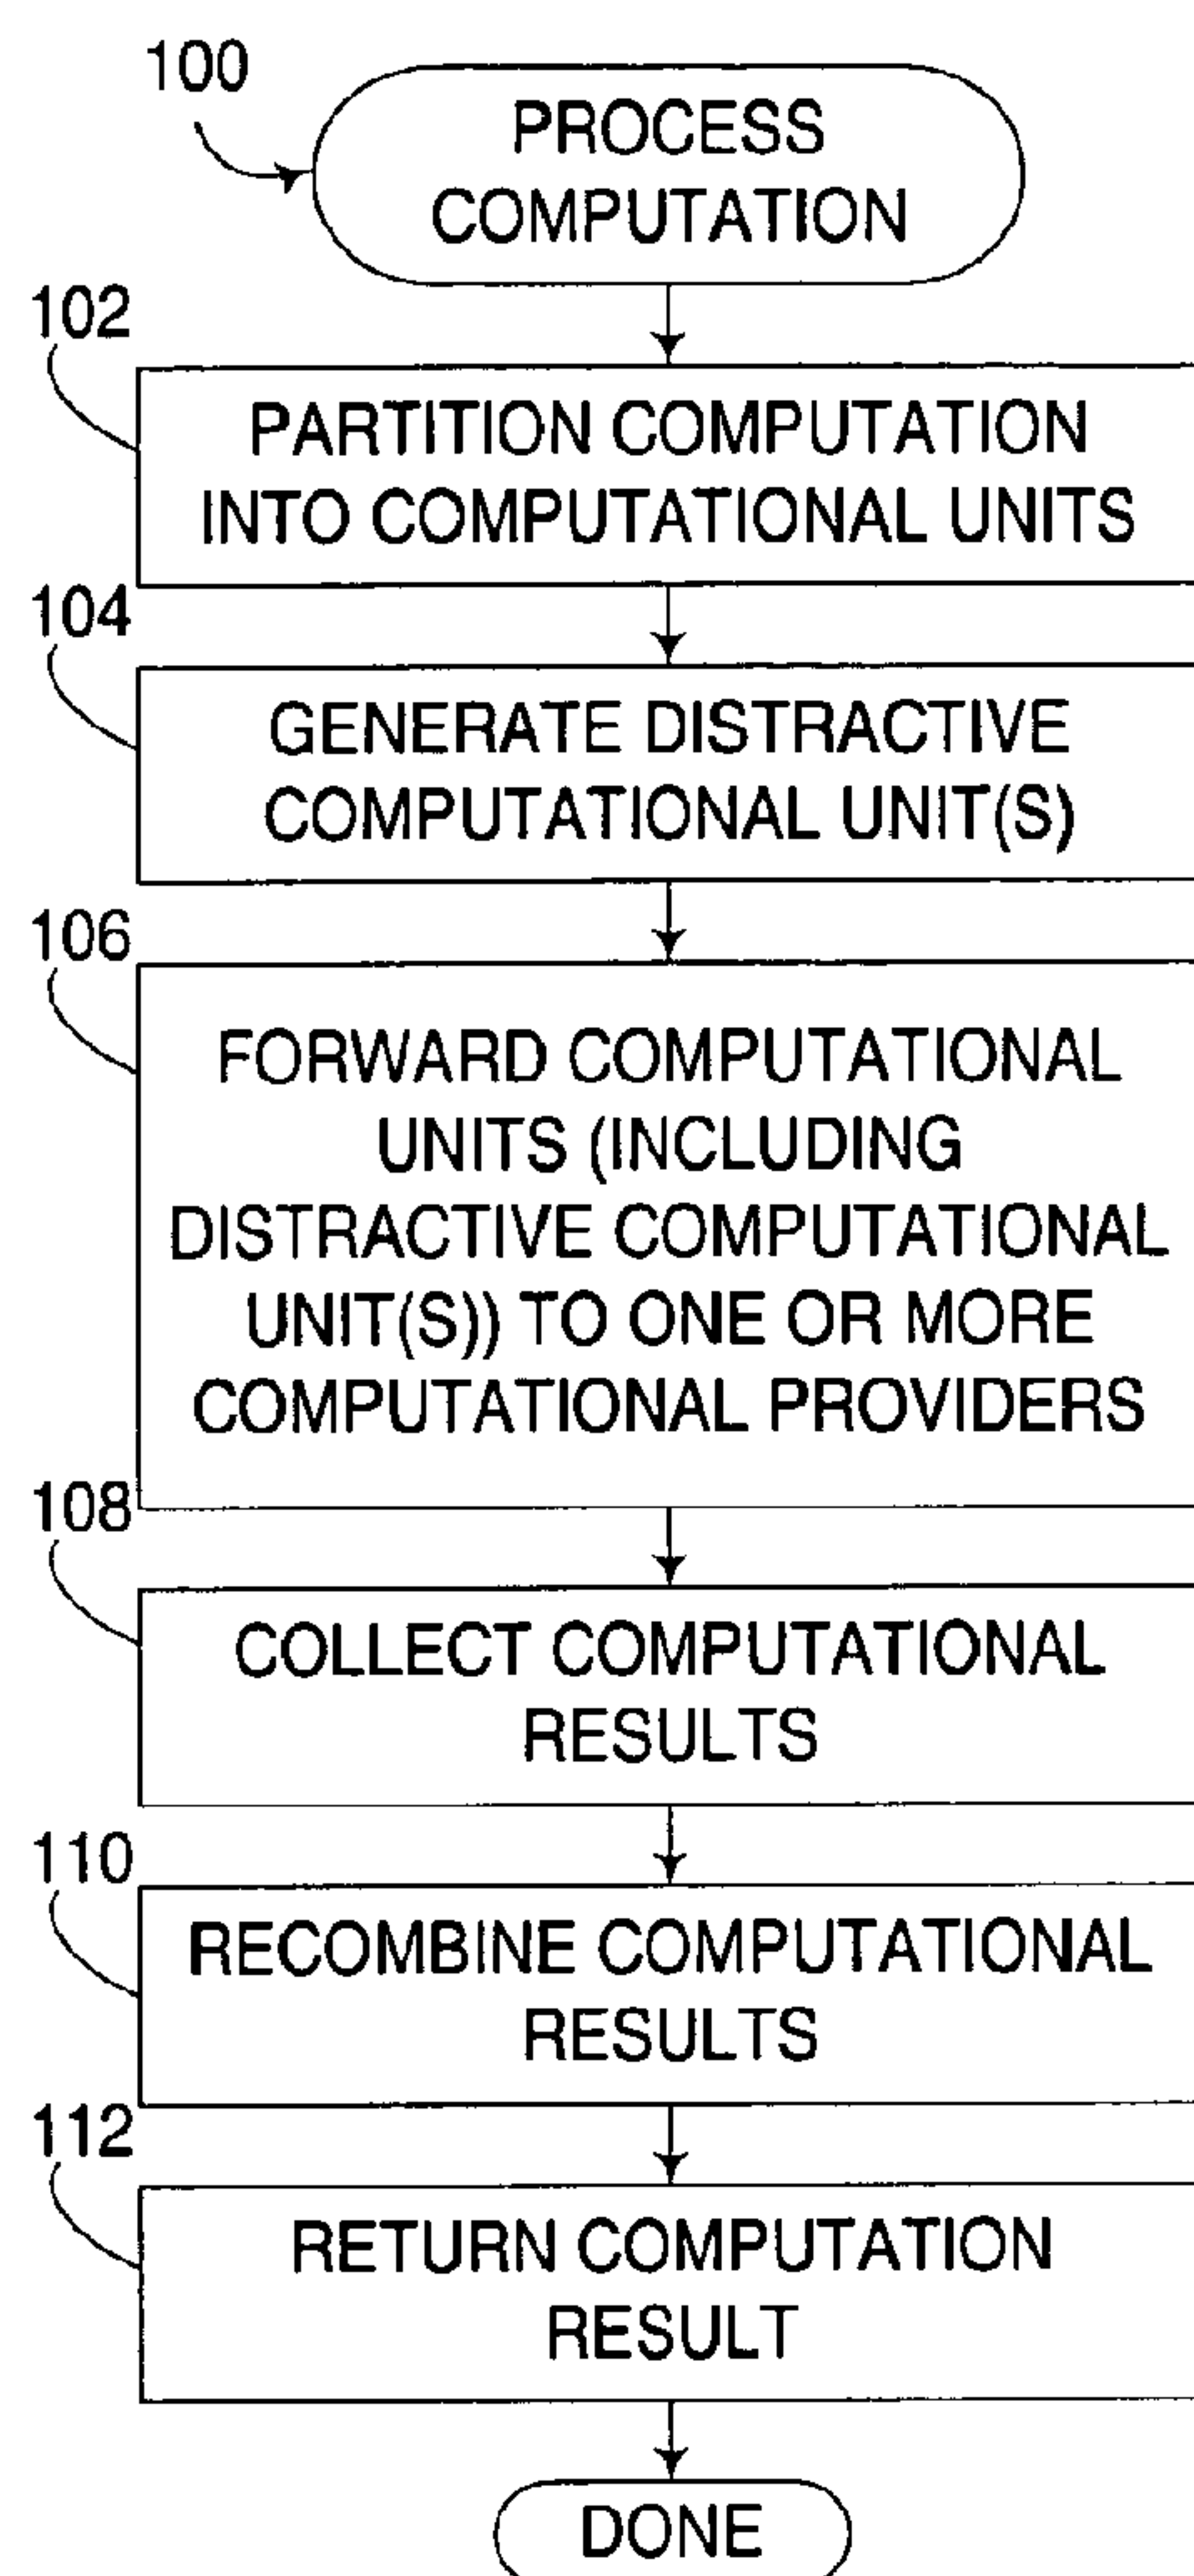 100
PROCESS
COMPUTATION
102
PARTITION COMPUTATION
INTO COMPUTATIONAL UNITS
104
GENERATE DISTRACTIVE
COMPUTATIONAL UNIT(S)
106
FORWARD COMPUTATIONAL
UNITS (INCLUDING
DISTRACTIVE COMPUTATIONAL
UNIT(S)) TO ONE OR MORE
COMPUTATIONAL PROVIDERS
108
COLLECT COMPUTATIONAL
RESULTS
110
RECOMBINE COMPUTATIONAL
RESULTS
112
RETURN COMPUTATION
RESULT
DONE